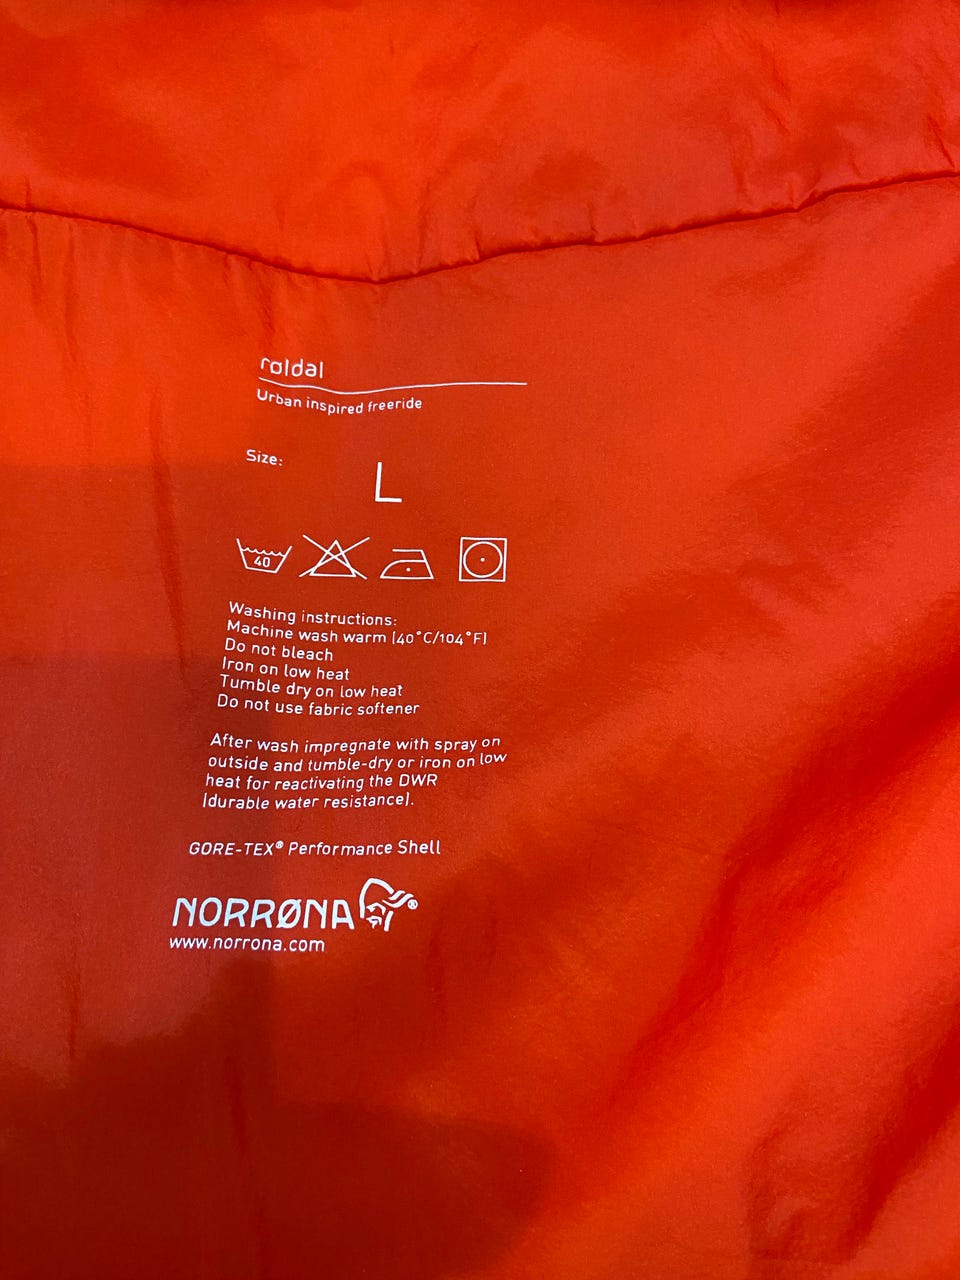 røldal
Urban inspired freeride
Size:
L
40
Washing instructions:
Machine wash warm (40°C/104°F)
Do not bleach
Iron on low heat
Tumble dry on low heat
Do not use fabric softener
After wash impregnate with spray on
outside and tumble-dry or iron on low
heat for reactivating the DWR
(durable water resistance).
GORE-TEX® Performance Shell
NORRØNA®
www.norrona.com